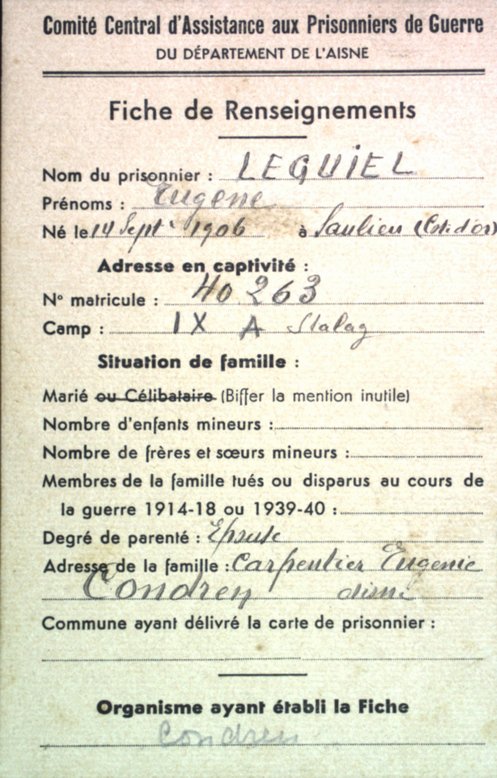 Comité Central d'Assistance aux Prisonniers de Guerre
DU DÉPARTEMENT DE L'AISNE
Fiche de Renseignements
Nom du prisonnier : LEGUIEL
Prénoms : Eugène
Né le 14 Sept 1906 à Saulieu (Cote d'or)
Adresse en captivité :
N° matricule : 40 263
Camp : IX A Stalag
Situation de famille :
Marié ou Célibataire (Biffer la mention inutile)
Nombre d'enfants mineurs :
Nombre de frères et sœurs mineurs :
Membres de la famille tués ou disparus au cours de
la guerre 1914-18 ou 1939-40 :
Degré de parenté : Epouse
Adresse de la famille : Carpentier Eugenie
Condren
Commune ayant délivré la carte de prisonnier :
Organisme ayant établi la Fiche
Condren